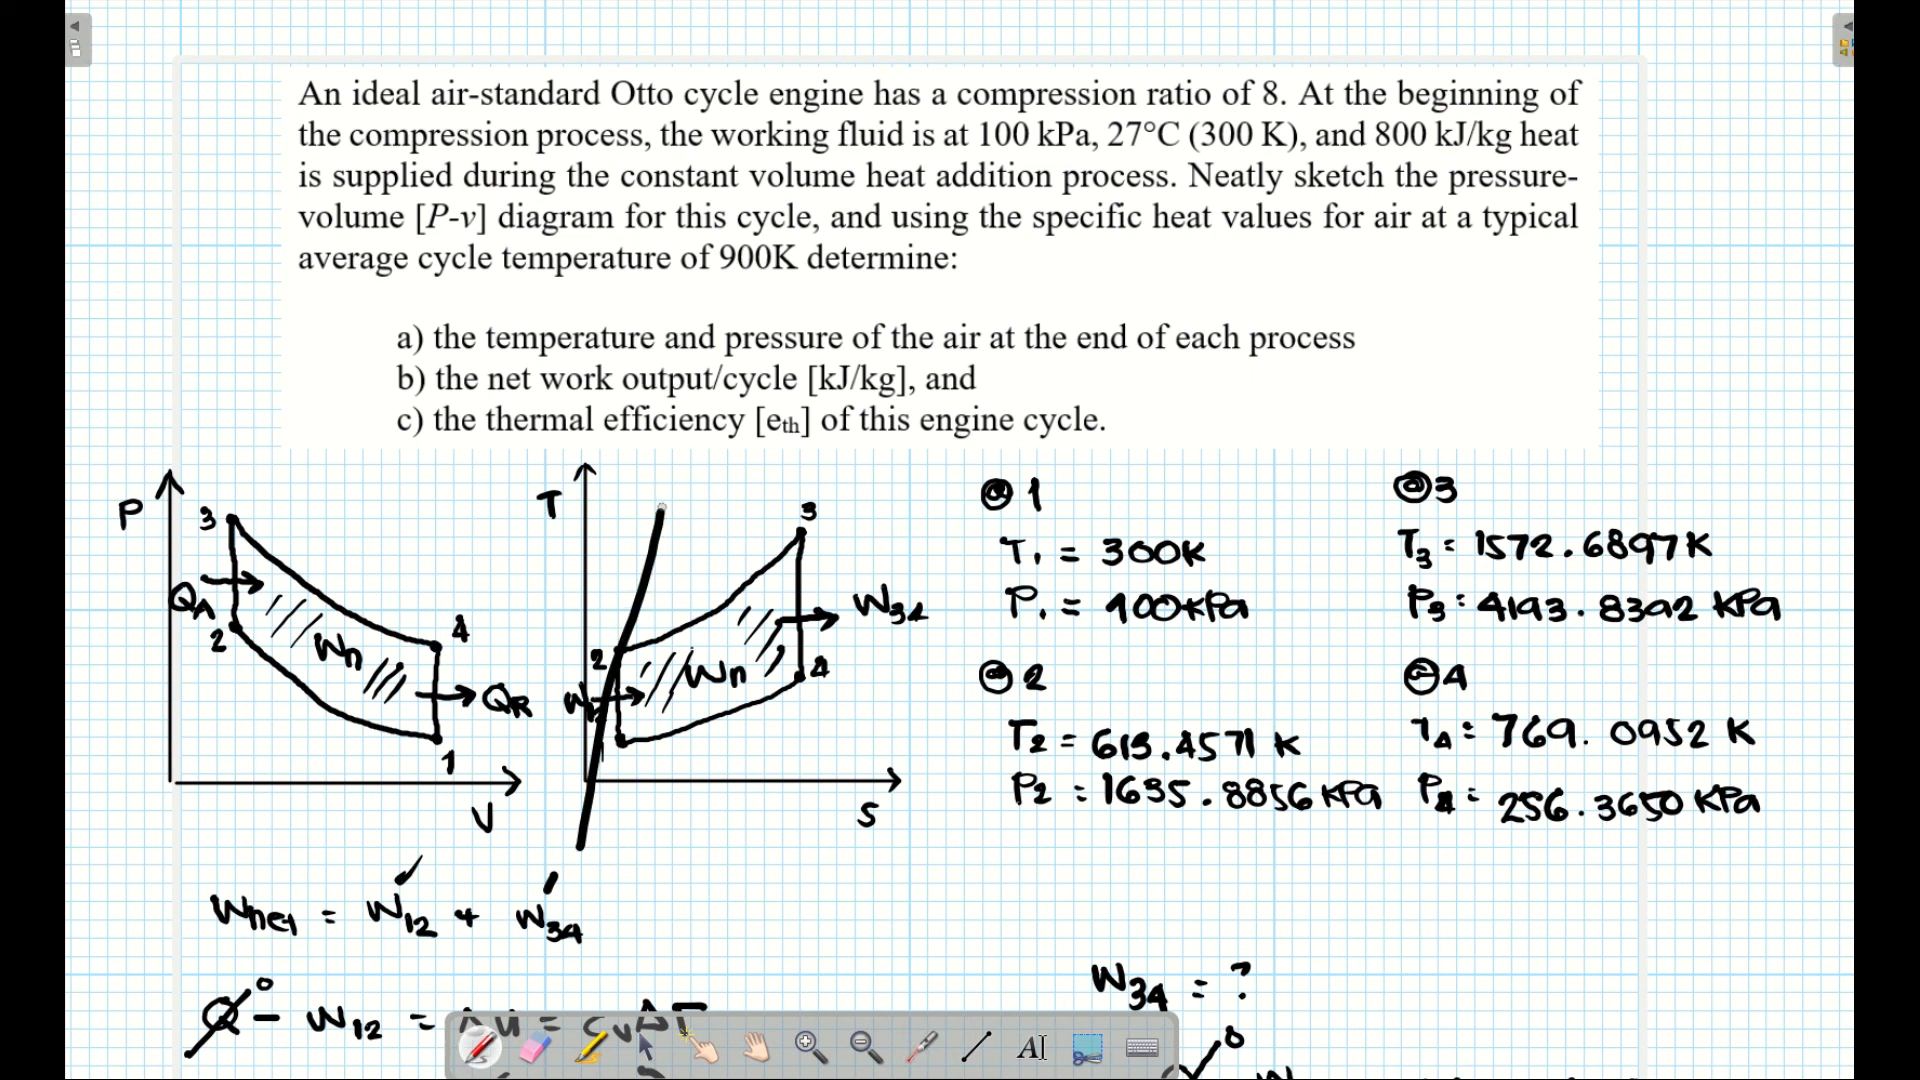 An ideal air-standard Otto cycle engine has a compression ratio of 8. At the beginning of
the compression process, the working fluid is at 100 kPa, 27°C (300 K), and 800 kJ/kg heat
is supplied during the constant volume heat addition process. Neatly sketch the pressure-
volume [P-v] diagram for this cycle, and using the specific heat values for air at a typical
average cycle temperature of 900K determine:
a) the temperature and pressure of the air at the end of each process
b) the net work output/cycle [kJ/kg], and
c) the thermal efficiency [eth] of this engine cycle.
P
3
QA
2
Wn
4
QR
1
V
T
3
2
Wn
4
W34
S
@ 1
T1 = 300K
P1 = 100kPa
@ 2
T2 = 613.4571 K
P2 = 1635.8856 kPa
@3
T3 = 1572.6897K
P3 = 4193.8392 kPa
@4
T4 = 769.0952 K
P4 = 256.3650 kPa
Wnet = W12 + W34
Q 0 - W12 = Δu = CvΔT
W34 = ?
0
AI